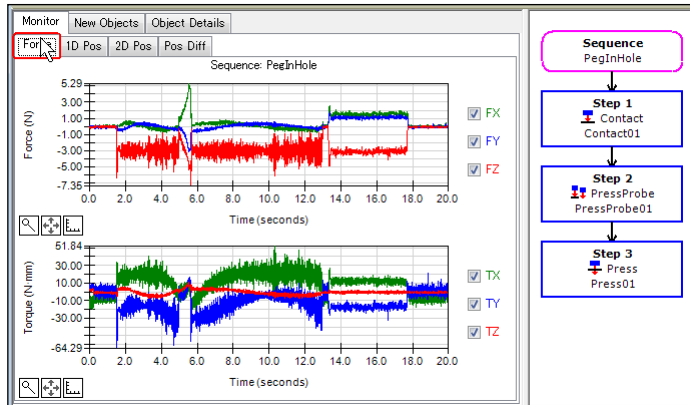 Monitor New Objects Object Details
Force 1D Pos 2D Pos Pos Diff
Sequence: PegInHole
5.29
3.00
1.00
-1.00
-3.00
-5.00
-7.35
Force (N)
FX
FY
FZ
0.0 2.0 4.0 6.0 8.0 10.0 12.0 14.0 16.0 18.0 20.0
Time (seconds)
51.84
30.00
10.00
-10.00
-30.00
-64.29
Torque (N·mm)
TX
TY
TZ
0.0 2.0 4.0 6.0 8.0 10.0 12.0 14.0 16.0 18.0 20.0
Time (seconds)
Sequence
PegInHole
Step 1
Contact
Contact01
Step 2
PressProbe
PressProbe01
Step 3
Press
Press01